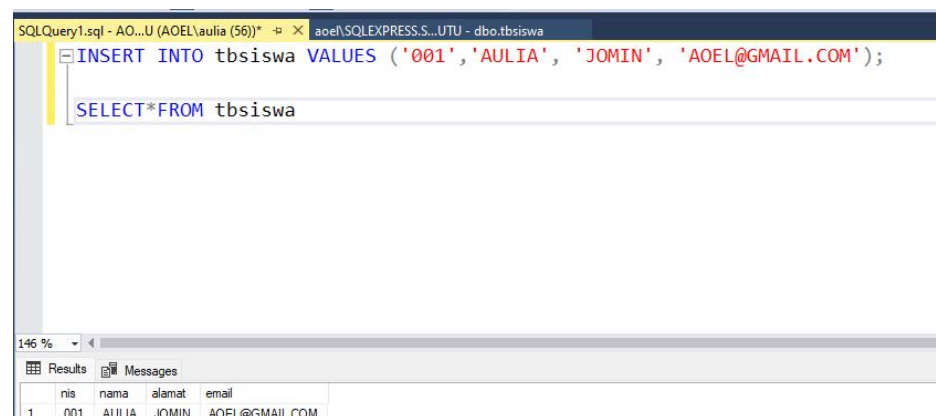 SQLQuery1.sql - AO...U (AOEL\aulia (56))* aoel\SQLEXPRESS.S...UTU - dbo.tbsiswa
INSERT INTO tbsiswa VALUES ('001','AULIA', 'JOMIN', 'AOEL@GMAIL.COM');
SELECT*FROM tbsiswa
146 %
Results Messages
nis nama alamat email
1 001 AULIA JOMIN AOEL@GMAIL.COM